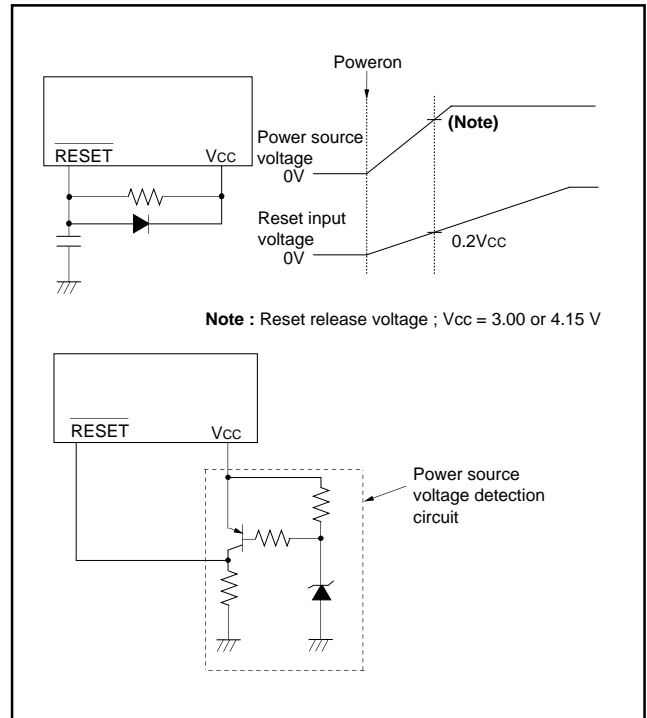 Poweron
RESET
Vcc
Power source
voltage
0V
(Note)
Reset input
voltage
0V
0.2Vcc
Note : Reset release voltage ; Vcc = 3.00 or 4.15 V
RESET
Vcc
Power source
voltage detection
circuit